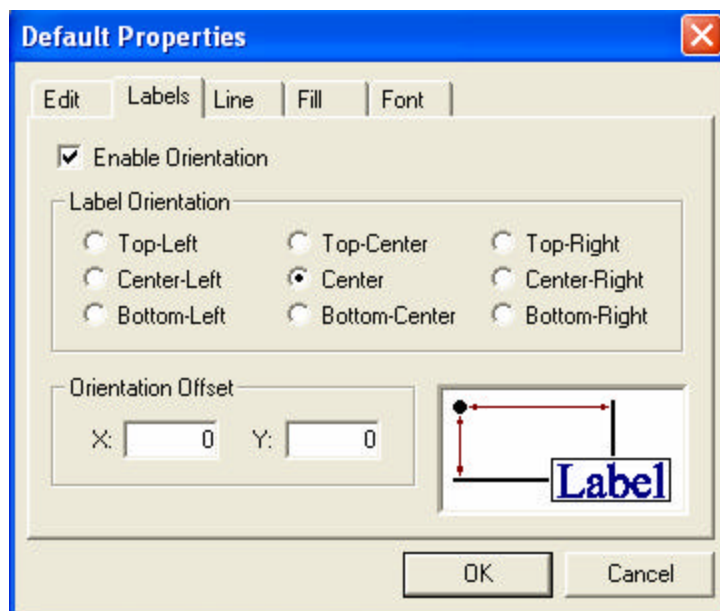 Default Properties
Edit Labels Line Fill Font
Enable Orientation
Label Orientation
Top-Left Top-Center Top-Right
Center-Left Center Center-Right
Bottom-Left Bottom-Center Bottom-Right
Orientation Offset
X: 0 Y: 0
Label
OK Cancel